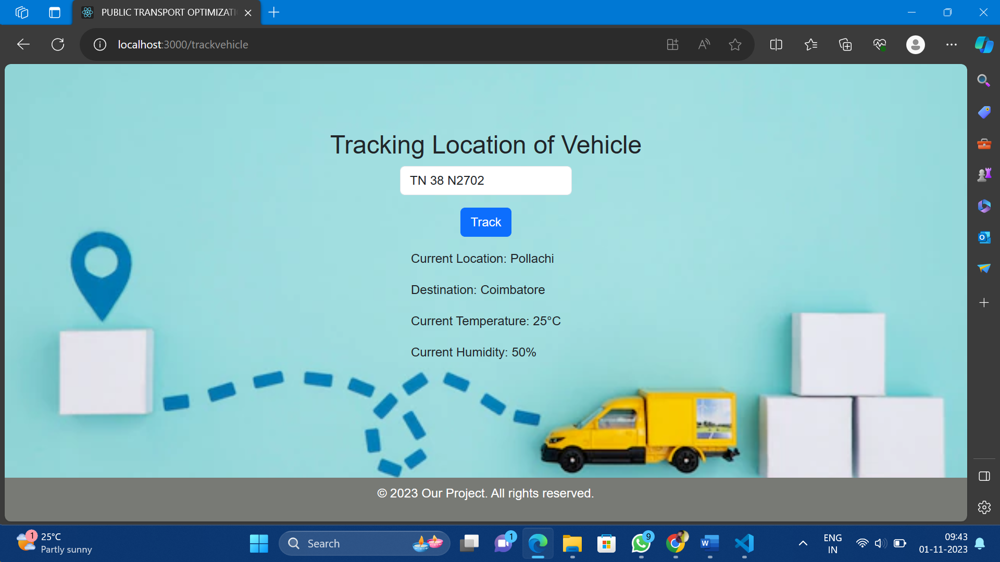 PUBLIC TRANSPORT OPTIMIZATI
localhost:3000/trackvehicle
Tracking Location of Vehicle
TN 38 N2702
Track
Current Location: Pollachi
Destination: Coimbatore
Current Temperature: 25°C
Current Humidity: 50%
© 2023 Our Project. All rights reserved.
1
25°C
Partly sunny
Search
1
9
ENG
IN
09:43
01-11-2023